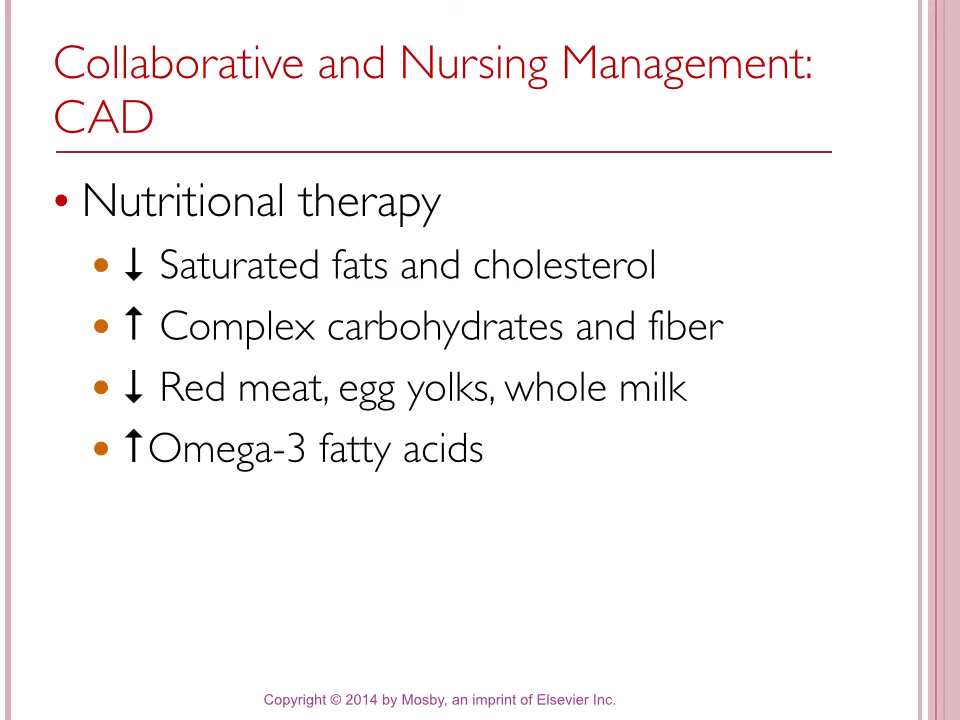 Collaborative and Nursing Management:
CAD
• Nutritional therapy
• ↓ Saturated fats and cholesterol
• ↑ Complex carbohydrates and fiber
• ↓ Red meat, egg yolks, whole milk
• ↑Omega-3 fatty acids
Copyright © 2014 by Mosby, an imprint of Elsevier Inc.